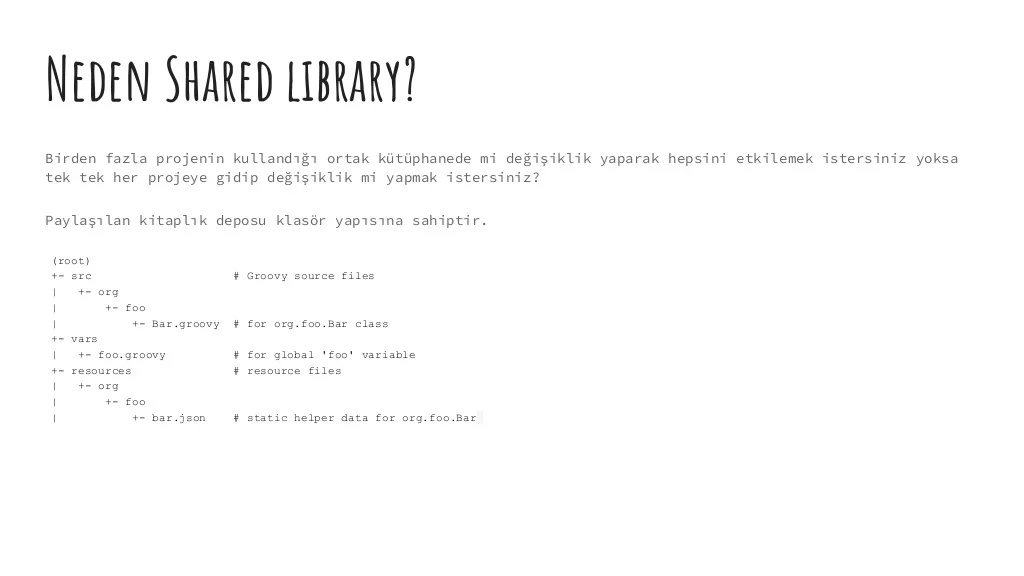 Neden Shared library?
Birden fazla projenin kullandığı ortak kütüphanede mi değişiklik yaparak hepsini etkilemek istersiniz yoksa
tek tek her projeye gidip değişiklik mi yapmak istersiniz?
Paylaşılan kitaplık deposu klasör yapısına sahiptir.
(root)
+- src                     # Groovy source files
|   +- org
|       +- foo
|           +- Bar.groovy  # for org.foo.Bar class
+- vars
|   +- foo.groovy          # for global 'foo' variable
+- resources               # resource files
|   +- org
|       +- foo
|           +- bar.json    # static helper data for org.foo.Bar